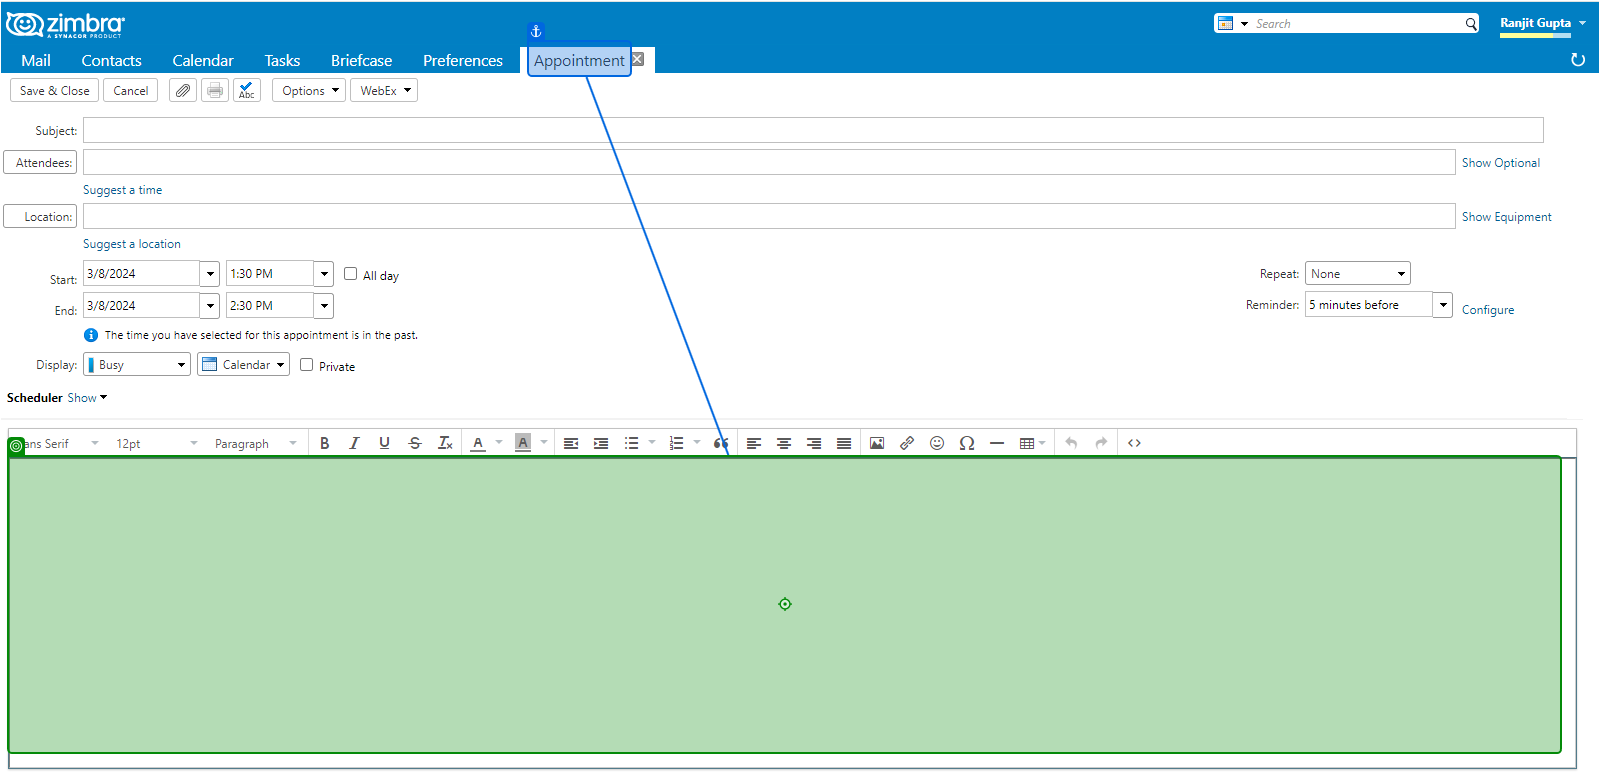 zimbra
A SYNACOR PRODUCT
Search
Ranjit Gupta
Mail Contacts Calendar Tasks Briefcase Preferences Appointment
Save & Close Cancel Abc Options WebEx
Subject:
Attendees: Show Optional
Suggest a time
Location: Show Equipment
Suggest a location
Start: 3/8/2024 1:30 PM All day Repeat: None
End: 3/8/2024 2:30 PM Reminder: 5 minutes before Configure
The time you have selected for this appointment is in the past.
Display: Busy Calendar Private
Scheduler Show
ans Serif 12pt Paragraph B I U S Ix A A